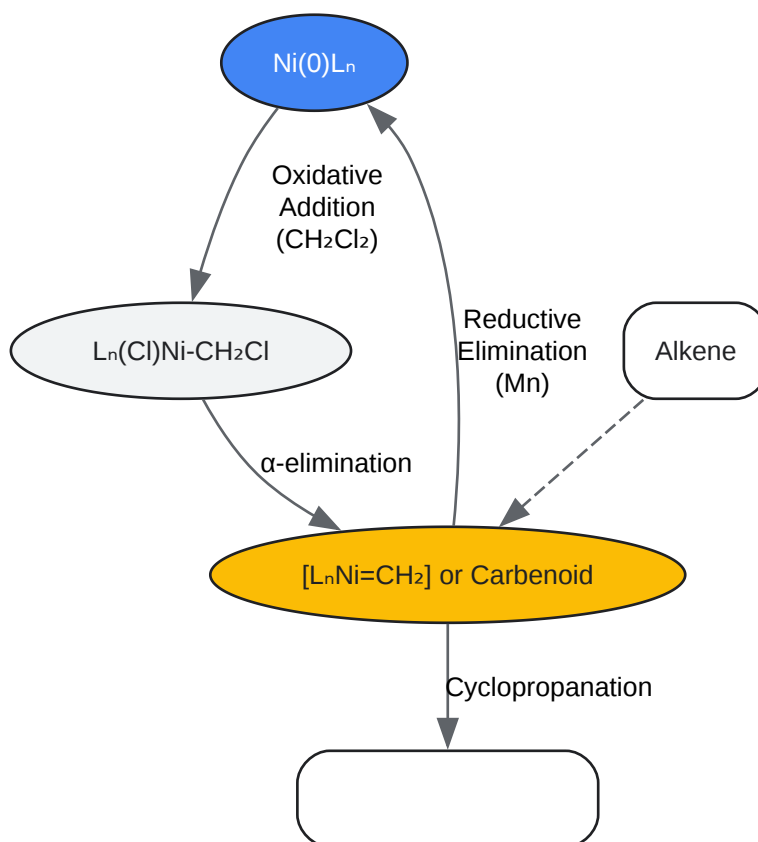 Ni(0)Lₙ
Oxidative
Addition
(CH₂Cl₂)
Lₙ(Cl)Ni-CH₂Cl
Reductive
Elimination
(Mn)
Alkene
α-elimination
[LₙNi=CH₂] or Carbenoid
Cyclopropanation